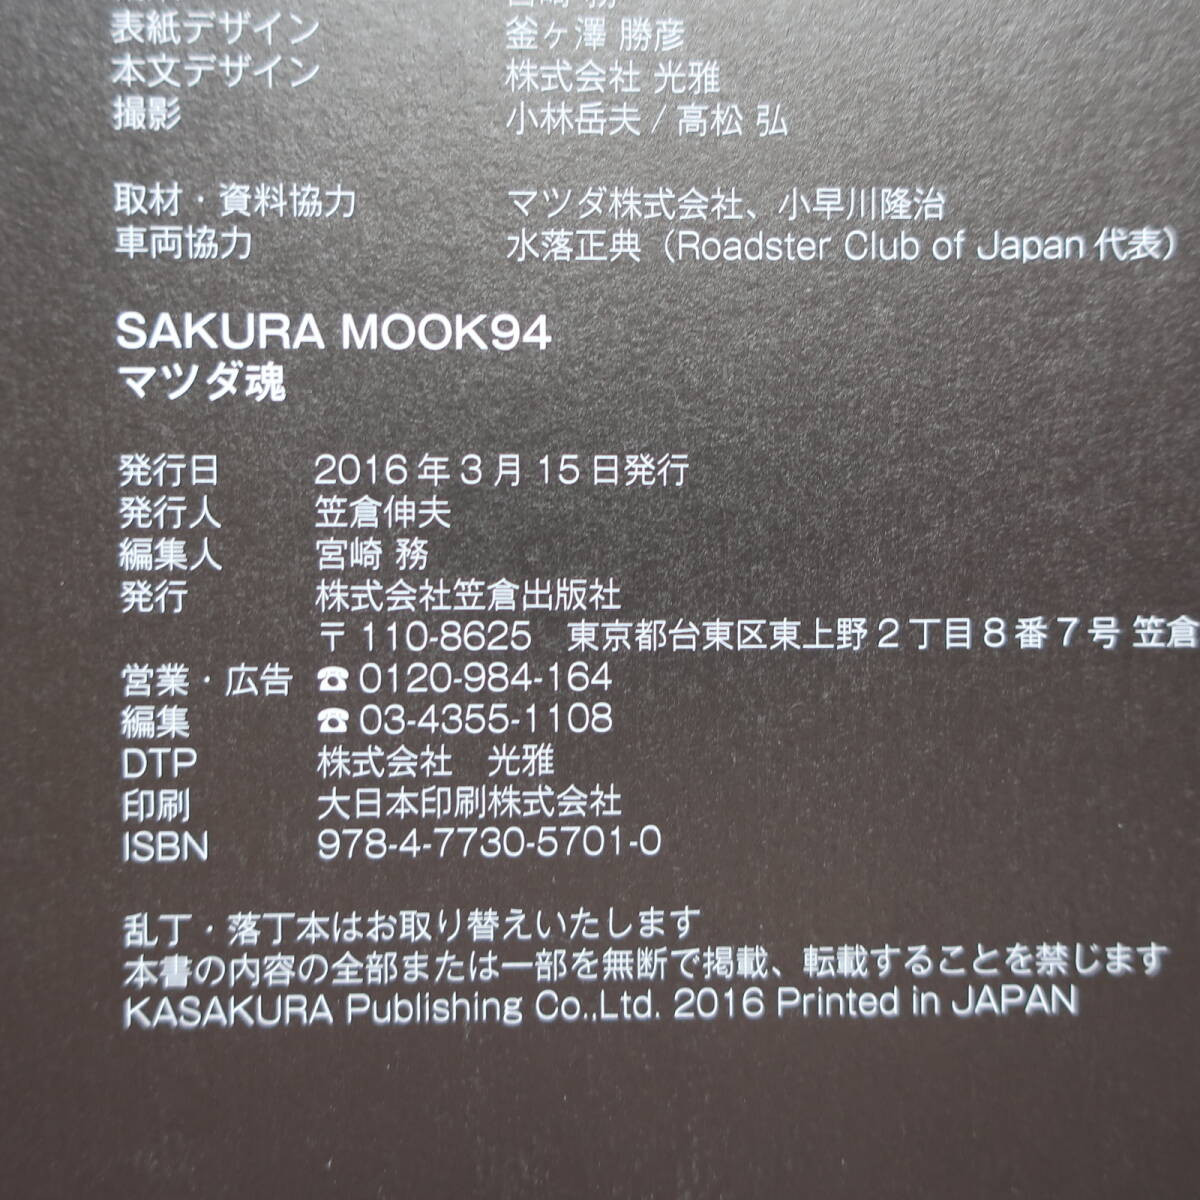 表紙デザイン 釜ヶ澤 勝彦
本文デザイン 株式会社 光雅
撮影 小林岳夫 / 高松 弘
取材・資料協力 マツダ株式会社、小早川隆治
車両協力 水落正典（Roadster Club of Japan 代表）
SAKURA MOOK94
マツダ魂
発行日 2016 年 3 月 15 日発行
発行人 笠倉伸夫
編集人 宮崎 務
発行 株式会社笠倉出版社
〒 110-8625 東京都台東区東上野 2 丁目 8 番 7 号 笠倉
営業・広告 ☎ 0120-984-164
編集 ☎ 03-4355-1108
DTP 株式会社 光雅
印刷 大日本印刷株式会社
ISBN 978-4-7730-5701-0
乱丁・落丁本はお取り替えいたします
本書の内容の全部または一部を無断で掲載、転載することを禁じます
KASAKURA Publishing Co.,Ltd. 2016 Printed in JAPAN